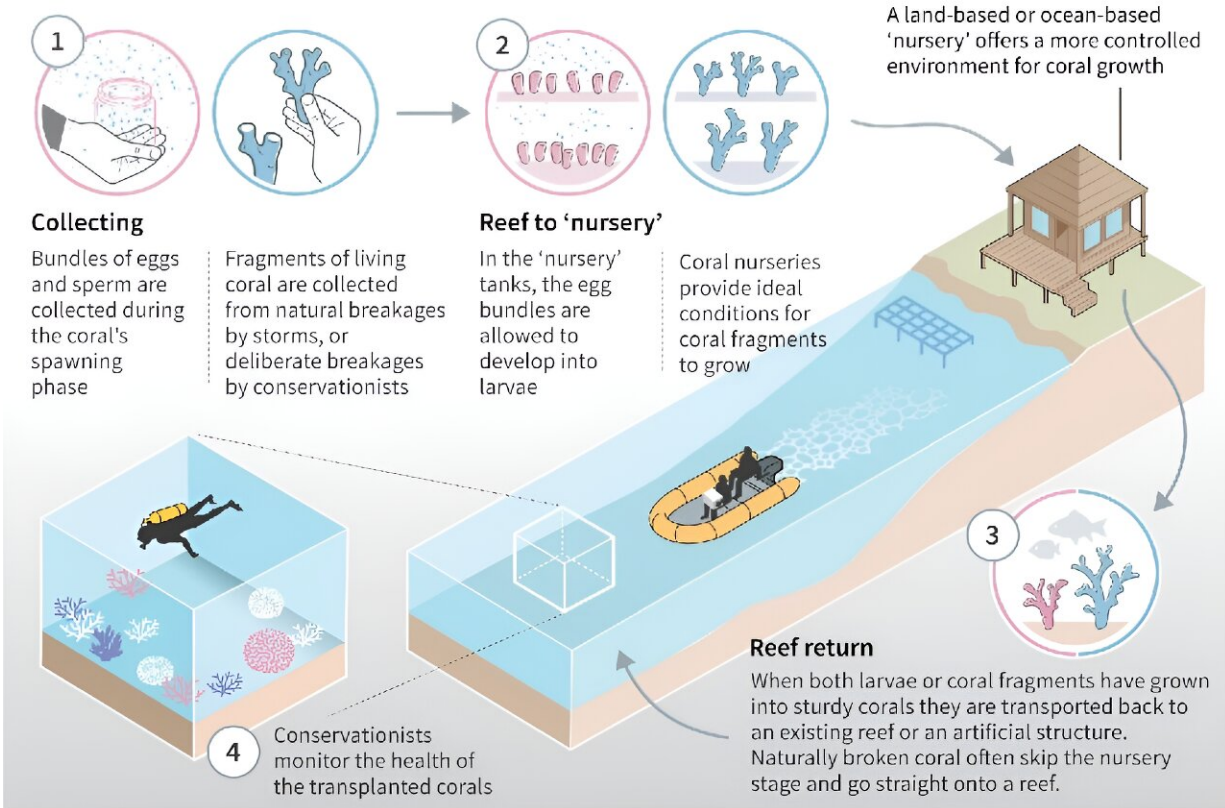 1
2
A land-based or ocean-based
‘nursery’ offers a more controlled
environment for coral growth
Collecting
Bundles of eggs
and sperm are
collected during
the coral's
spawning
phase
Fragments of living
coral are collected
from natural breakages
by storms, or
deliberate breakages
by conservationists
Reef to ‘nursery’
In the ‘nursery’
tanks, the egg
bundles are
allowed to
develop into
larvae
Coral nurseries
provide ideal
conditions for
coral fragments
to grow
3
Reef return
When both larvae or coral fragments have grown
into sturdy corals they are transported back to
an existing reef or an artificial structure.
Naturally broken coral often skip the nursery
stage and go straight onto a reef.
4
Conservationists
monitor the health of
the transplanted corals